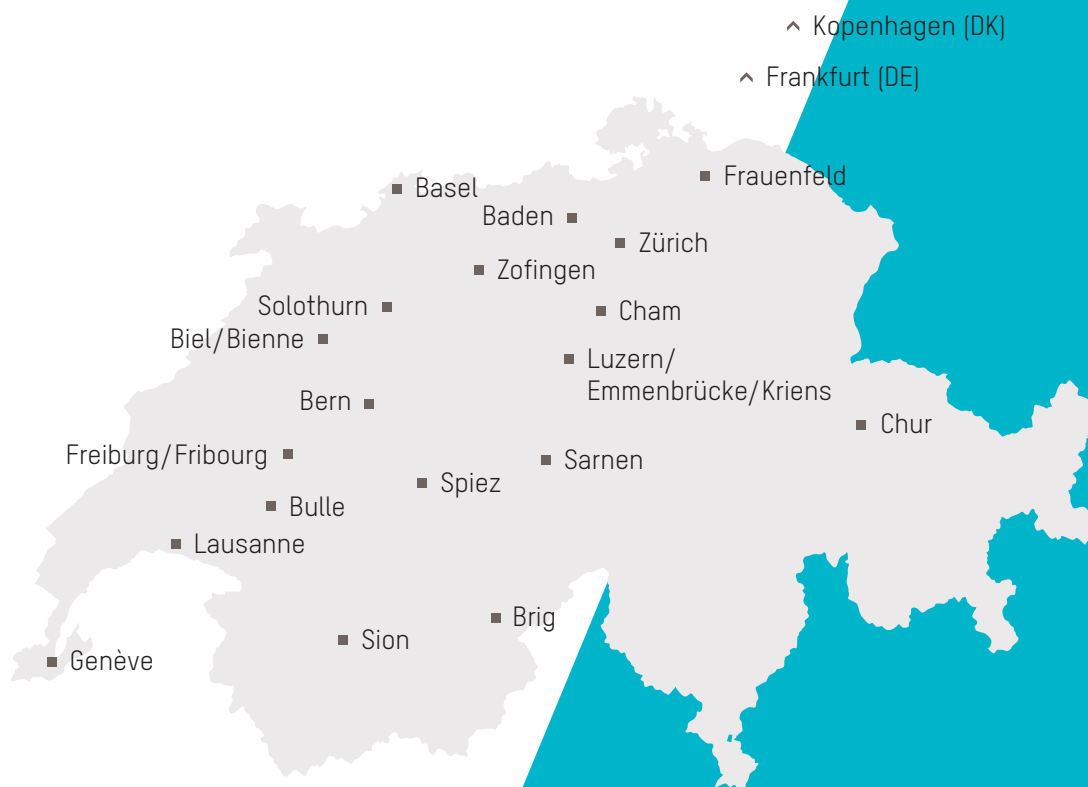 Kopenhagen (DK)
Frankfurt (DE)
Frauenfeld
Basel
Baden
Zürich
Zofingen
Solothurn
Cham
Biel/Bienne
Luzern/
Emmenbrücke/Kriens
Bern
Chur
Freiburg/Fribourg
Sarnen
Spiez
Bulle
Lausanne
Brig
Sion
Genève